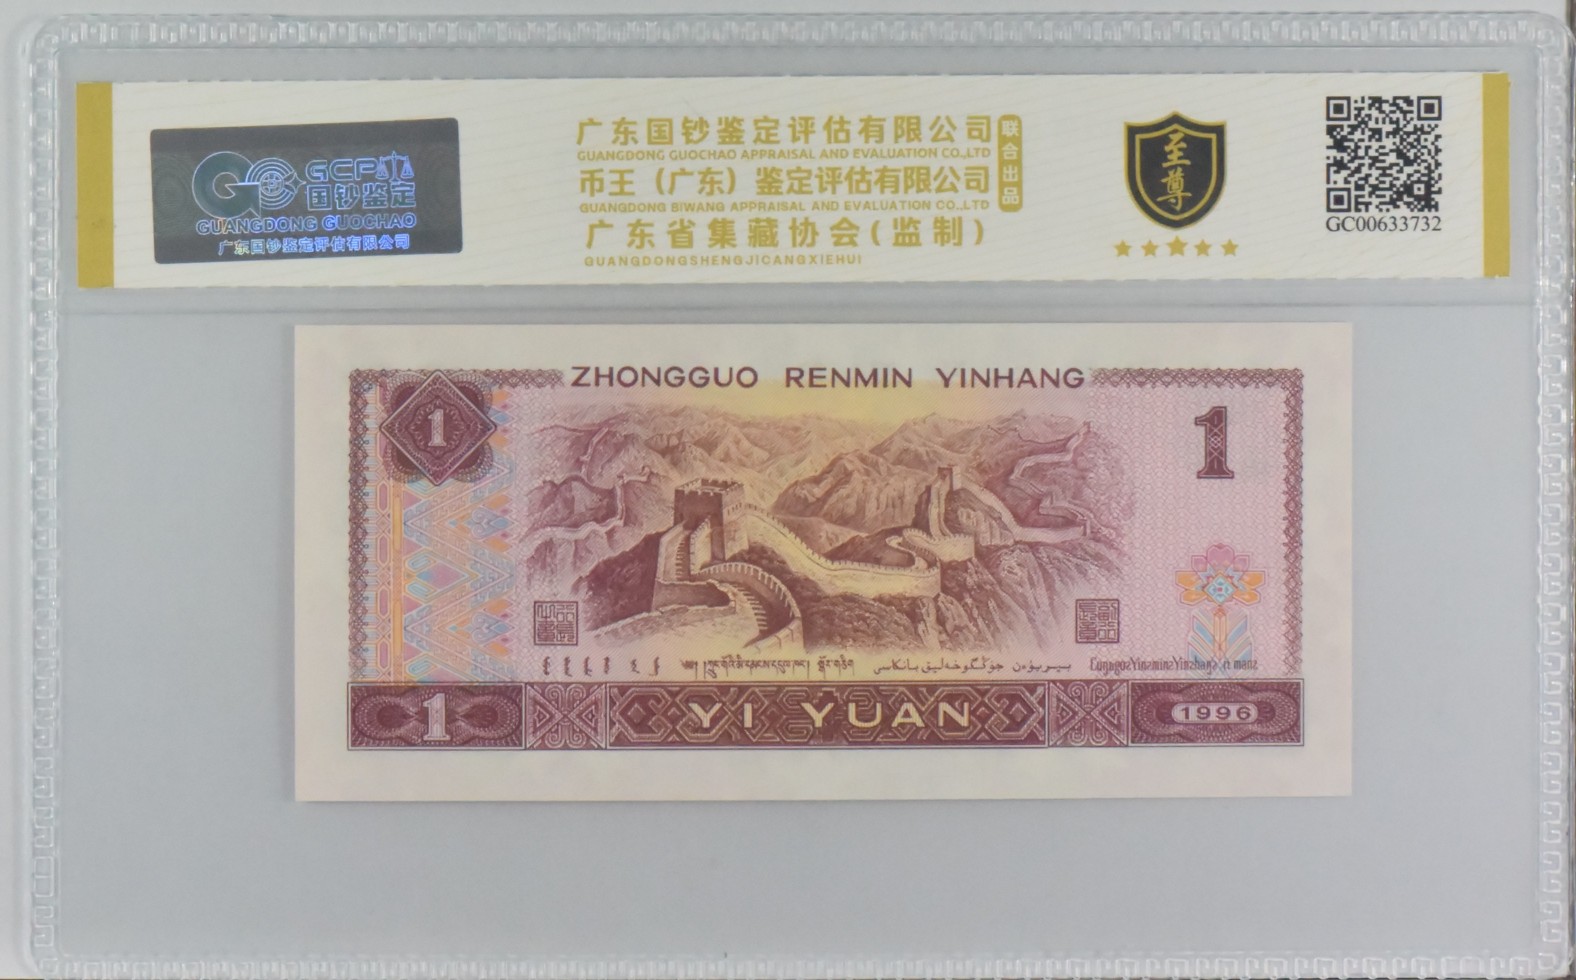 GCP
国钞鉴定
GUANGDONG GUOCHAO
广东国钞鉴定评估有限公司
广东国钞鉴定评估有限公司
GUANGDONG GUOCHAO APPRAISAL AND EVALUATION CO.,LTD
币王（广东）鉴定评估有限公司
GUANGDONG BIWANG APPRAISAL AND EVALUATION CO.,LTD
广东省集藏协会(监制)
GUANGDONGSHENGJICANGXIEHUI
联合出品
至尊
GC00633732
ZHONGGUO RENMIN YINHANG
1
1
1
YI YUAN
1996